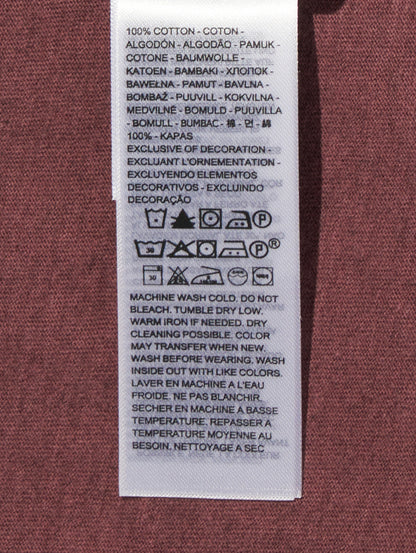 100% COTTON - COTON -
ALGODÓN - ALGODÃO - PAMUK -
COTONE - BAUMWOLLE -
KATOEN - BAMBAKI - ХЛОПОК -
BAWEŁNA - PAMUT - BAVLNA -
BOMBAŽ - PUUVILL - KOKVILNA -
MEDVILNĖ - BOMULD - PUUVILLA
- BOMULL - BUMBAC - 棉 - 면 - 綿
100% - KAPAS
EXCLUSIVE OF DECORATION -
EXCLUANT L'ORNEMENTATION -
EXCLUYENDO ELEMENTOS
DECORATIVOS - EXCLUINDO
DECORAÇÃO
P
30 P®
30
MACHINE WASH COLD. DO NOT
BLEACH. TUMBLE DRY LOW.
WARM IRON IF NEEDED. DRY
CLEANING POSSIBLE. COLOR
MAY TRANSFER WHEN NEW.
WASH BEFORE WEARING. WASH
INSIDE OUT WITH LIKE COLORS.
LAVER EN MACHINE A L'EAU
FROIDE. NE PAS BLANCHIR.
SECHER EN MACHINE A BASSE
TEMPERATURE. REPASSER A
TEMPERATURE MOYENNE AU
BESOIN. NETTOYAGE A SEC